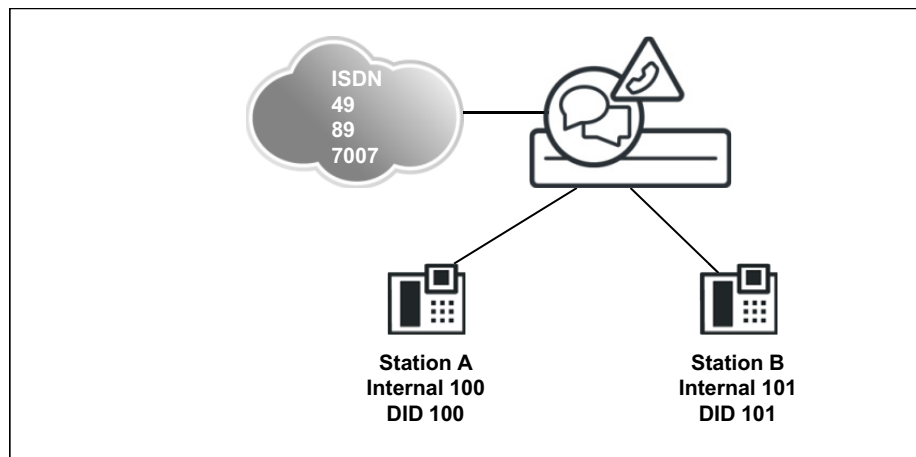 ISDN
49
89
7007
Station A
Internal 100
DID 100
Station B
Internal 101
DID 101